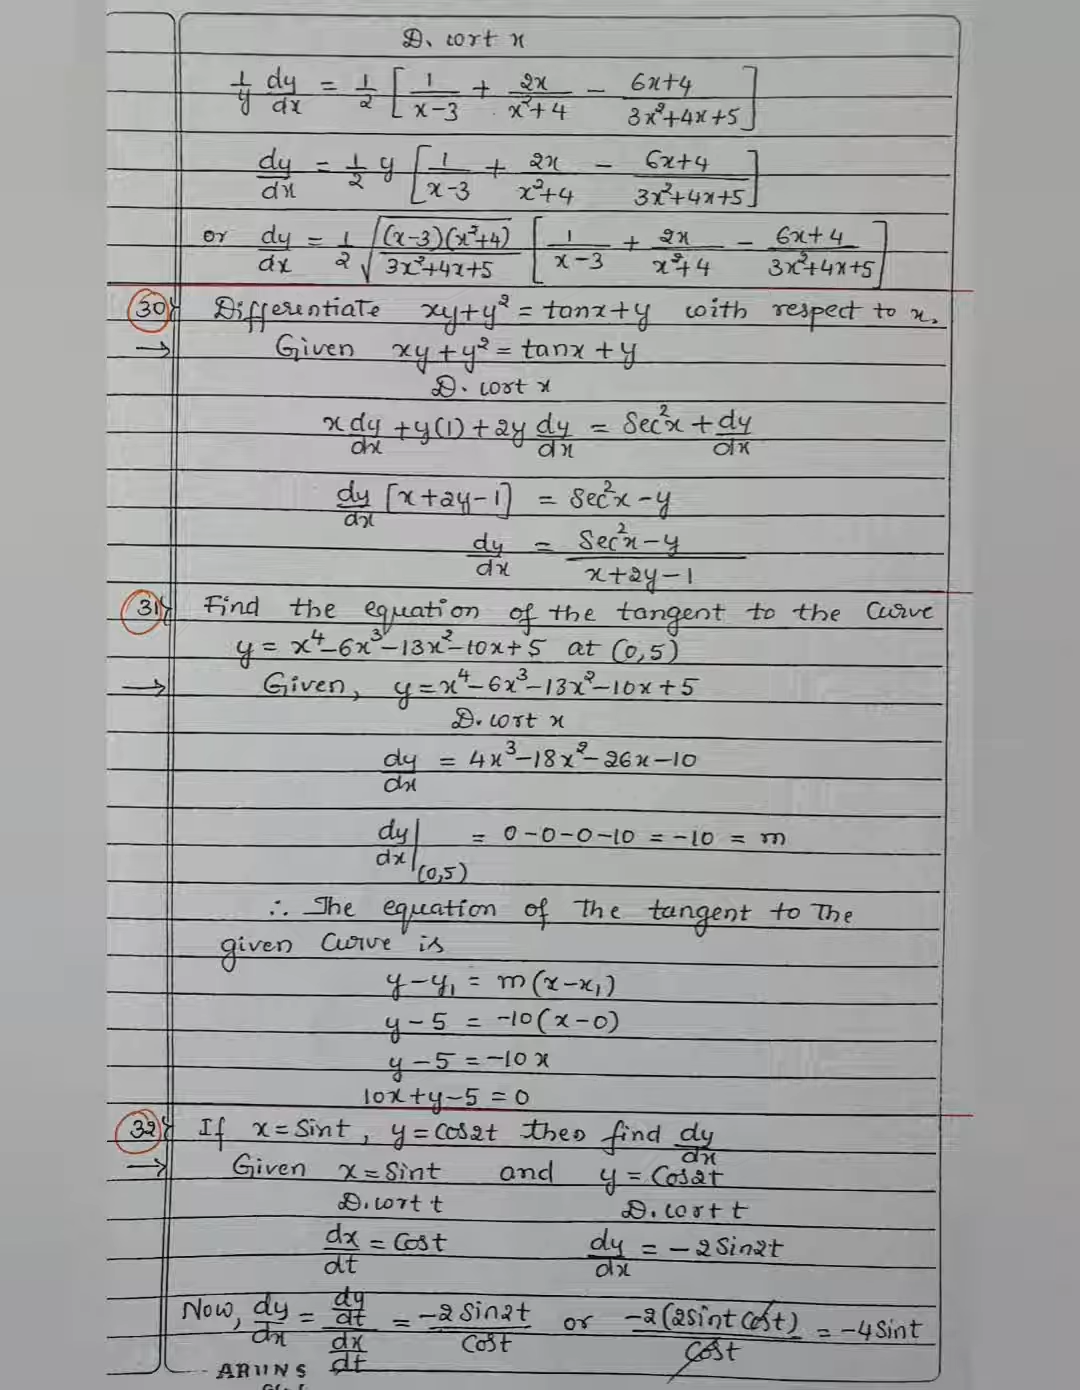 D. wrt x
1/y dy/dx = 1/2 [1/(x-3) + 2x/(x²+4) - (6x+4)/(3x²+4x+5)]
dy/dx = 1/2 y [1/(x-3) + 2x/(x²+4) - (6x+4)/(3x²+4x+5)]
or dy/dx = 1/2 √((x-3)(x²+4)/(3x²+4x+5)) [1/(x-3) + 2x/(x²+4) - (6x+4)/(3x²+4x+5)]
30} Differentiate xy+y² = tanx+y with respect to x.
→ Given xy+y² = tanx+y
D. wrt x
x dy/dx + y(1) + 2y dy/dx = Sec²x + dy/dx
dy/dx [x+2y-1] = Sec²x - y
dy/dx = (Sec²x-y)/(x+2y-1)
31} Find the equation of the tangent to the Curve
y = x⁴-6x³-13x²-10x+5 at (0,5)
→ Given, y = x⁴-6x³-13x²-10x+5
D. wrt x
dy/dx = 4x³-18x²-26x-10
dy/dx|(0,5) = 0-0-0-10 = -10 = m
∴ The equation of The tangent to The
given Curve is
y-y₁ = m(x-x₁)
y-5 = -10(x-0)
y-5 = -10x
10x+y-5 = 0
32} If x = Sint, y = Cos2t then find dy/dx
→ Given x = Sint and y = Cos2t
D. wrt t D. wrt t
dx/dt = Cost dy/dx = -2Sin2t
Now, dy/dx = (dy/dt)/(dx/dt) = -2Sin2t/Cost or -2(2Sint Cost)/Cost = -4Sint
ARUN S